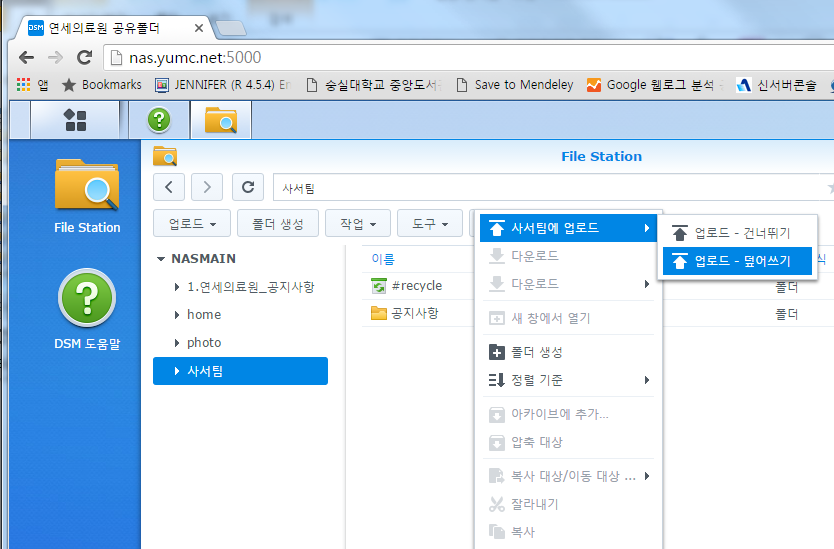 DSM 연세의료원 공유폴더
nas.yumc.net:5000
앱 Bookmarks JENNIFER (R 4.5.4) 숭실대학교 중앙도서 Save to Mendeley Google 웹로그 분석 신서버콘솔
File Station
사서팀
업로드 폴더 생성 작업 도구
File Station
DSM 도움말
NASMAIN
1.연세의료원_공지사항
home
photo
사서팀
이름
#recycle
폴더
공지사항
폴더
사서팀에 업로드
다운로드
다운로드
새 창에서 열기
폴더 생성
정렬 기준
아카이브에 추가...
압축 대상
복사 대상/이동 대상 ...
잘라내기
복사
업로드 - 건너뛰기
업로드 - 덮어쓰기